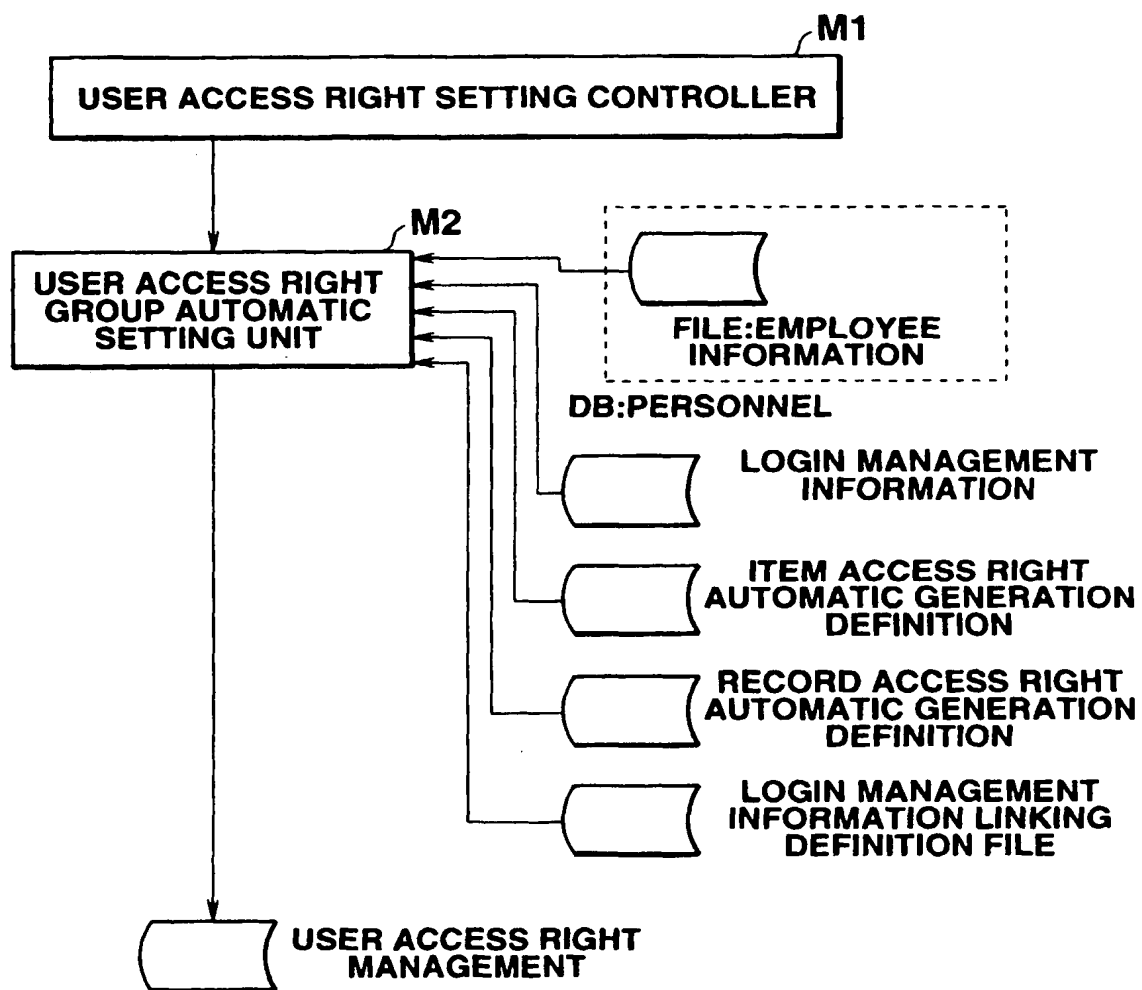 M1
USER ACCESS RIGHT SETTING CONTROLLER
M2
USER ACCESS RIGHT
GROUP AUTOMATIC
SETTING UNIT
FILE:EMPLOYEE
INFORMATION
DB:PERSONNEL
LOGIN MANAGEMENT
INFORMATION
ITEM ACCESS RIGHT
AUTOMATIC GENERATION
DEFINITION
RECORD ACCESS RIGHT
AUTOMATIC GENERATION
DEFINITION
LOGIN MANAGEMENT
INFORMATION LINKING
DEFINITION FILE
USER ACCESS RIGHT
MANAGEMENT